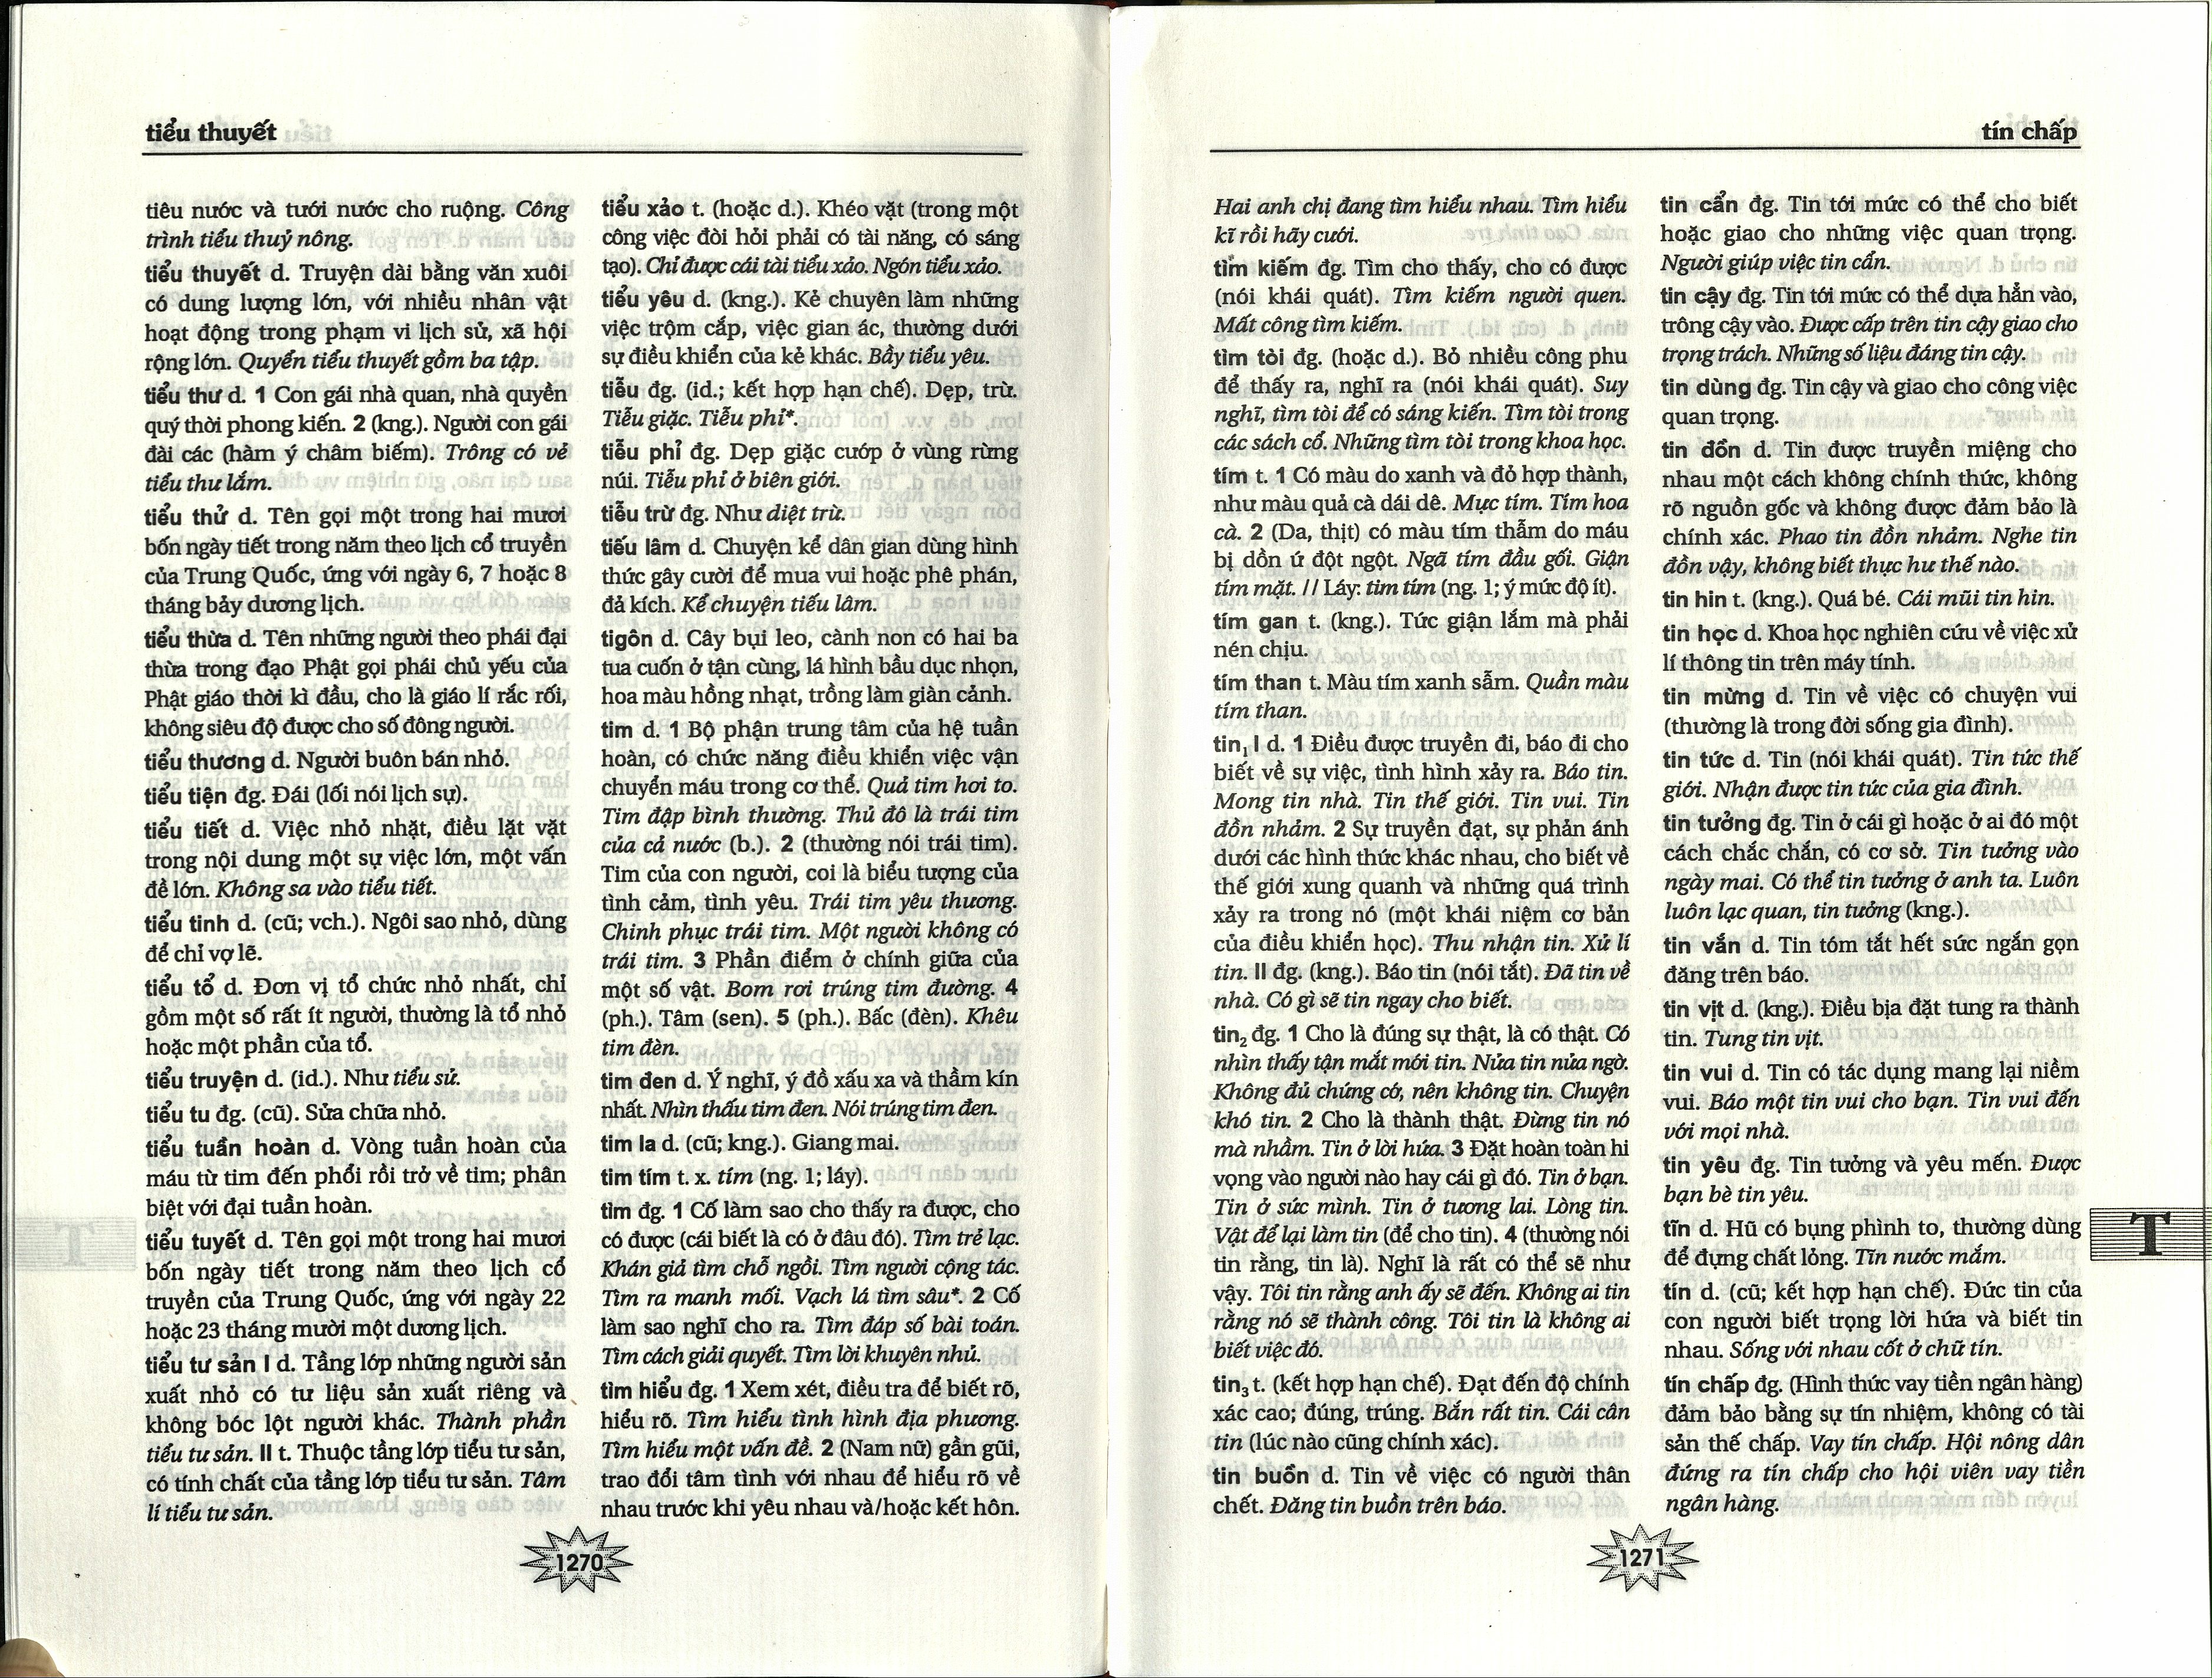 tiểu thuyết
tiêu nước và tưới nước cho ruộng. Công
trình tiểu thuỷ nông.
tiểu thuyết d. Truyện dài bằng văn xuôi
có dung lượng lớn, với nhiều nhân vật
hoạt động trong phạm vi lịch sử, xã hội
rộng lớn. Quyển tiểu thuyết gồm ba tập.
tiểu thư d. 1 Con gái nhà quan, nhà quyền
quý thời phong kiến. 2 (kng.). Người con gái
đài các (hàm ý châm biếm). Trông có vẻ
tiểu thư lắm.
tiểu thử d. Tên gọi một trong hai mươi
bốn ngày tiết trong năm theo lịch cổ truyền
của Trung Quốc, ứng với ngày 6, 7 hoặc 8
tháng bảy dương lịch.
tiểu thừa d. Tên những người theo phái đại
thừa trong đạo Phật gọi phái chủ yếu của
Phật giáo thời kì đầu, cho là giáo lí rắc rối,
không siêu độ được cho số đông người.
tiểu thương d. Người buôn bán nhỏ.
tiểu tiện đg. Đái (lối nói lịch sự).
tiểu tiết d. Việc nhỏ nhặt, điều lặt vặt
trong nội dung một sự việc lớn, một vấn
đề lớn. Không sa vào tiểu tiết.
tiểu tinh d. (cũ; vch.). Ngôi sao nhỏ, dùng
để chỉ vợ lẽ.
tiểu tổ d. Đơn vị tổ chức nhỏ nhất, chỉ
gồm một số rất ít người, thường là tổ nhỏ
hoặc một phần của tổ.
tiểu truyện d. (id.). Như tiểu sử.
tiểu tu đg. (cũ). Sửa chữa nhỏ.
tiểu tuần hoàn d. Vòng tuần hoàn của
máu từ tim đến phổi rồi trở về tim; phân
biệt với đại tuần hoàn.
tiểu tuyết d. Tên gọi một trong hai mươi
bốn ngày tiết trong năm theo lịch cổ
truyền của Trung Quốc, ứng với ngày 22
hoặc 23 tháng mười một dương lịch.
tiểu tư sản I d. Tầng lớp những người sản
xuất nhỏ có tư liệu sản xuất riêng và
không bóc lột người khác. Thành phần
tiểu tư sản. II t. Thuộc tầng lớp tiểu tư sản,
có tính chất của tầng lớp tiểu tư sản. Tâm
lí tiểu tư sản.
tiểu xảo t. (hoặc d.). Khéo vặt (trong một
công việc đòi hỏi phải có tài năng, có sáng
tạo). Chỉ được cái tài tiểu xảo. Ngón tiểu xảo.
tiểu yêu d. (kng.). Kẻ chuyên làm những
việc trộm cắp, việc gian ác, thường dưới
sự điều khiển của kẻ khác. Bầy tiểu yêu.
tiễu đg. (id.; kết hợp hạn chế). Dẹp, trừ.
Tiễu giặc. Tiễu phỉ*.
tiễu phỉ đg. Dẹp giặc cướp ở vùng rừng
núi. Tiễu phỉ ở biên giới.
tiễu trừ đg. Như diệt trừ.
tiếu lâm d. Chuyện kể dân gian dùng hình
thức gây cười để mua vui hoặc phê phán,
đả kích. Kể chuyện tiếu lâm.
tigôn d. Cây bụi leo, cành non có hai ba
tua cuốn ở tận cùng, lá hình bầu dục nhọn,
hoa màu hồng nhạt, trồng làm giàn cảnh.
tim d. 1 Bộ phận trung tâm của hệ tuần
hoàn, có chức năng điều khiển việc vận
chuyển máu trong cơ thể. Quả tim hơi to.
Tim đập bình thường. Thủ đô là trái tim
của cả nước (b.). 2 (thường nói trái tim).
Tim của con người, coi là biểu tượng của
tình cảm, tình yêu. Trái tim yêu thương.
Chinh phục trái tim. Một người không có
trái tim. 3 Phần điểm ở chính giữa của
một số vật. Bom rơi trúng tim đường. 4
(ph.). Tâm (sen). 5 (ph.). Bấc (đèn). Khêu
tim đèn.
tim đen d. Ý nghĩ, ý đồ xấu xa và thầm kín
nhất. Nhìn thấu tim đen. Nói trúng tim đen.
tim la d. (cũ; kng.). Giang mai.
tim tím t. x. tím (ng. 1; láy).
tìm đg. 1 Cố làm sao cho thấy ra được, cho
có được (cái biết là có ở đâu đó). Tìm trẻ lạc.
Khán giả tìm chỗ ngồi. Tìm người cộng tác.
Tìm ra manh mối. Vạch lá tìm sâu*. 2 Cố
làm sao nghĩ cho ra. Tìm đáp số bài toán.
Tìm cách giải quyết. Tìm lời khuyên nhủ.
tìm hiểu đg. 1 Xem xét, điều tra để biết rõ,
hiểu rõ. Tìm hiểu tình hình địa phương.
Tìm hiểu một vấn đề. 2 (Nam nữ) gần gũi,
trao đổi tâm tình với nhau để hiểu rõ về
nhau trước khi yêu nhau và/hoặc kết hôn.
1270
tín chấp
Hai anh chị đang tìm hiểu nhau. Tìm hiểu
kĩ rồi hãy cưới.
tìm kiếm đg. Tìm cho thấy, cho có được
(nói khái quát). Tìm kiếm người quen.
Mất công tìm kiếm.
tìm tòi đg. (hoặc d.). Bỏ nhiều công phu
để thấy ra, nghĩ ra (nói khái quát). Suy
nghĩ, tìm tòi để có sáng kiến. Tìm tòi trong
các sách cổ. Những tìm tòi trong khoa học.
tím t. 1 Có màu do xanh và đỏ hợp thành,
như màu quả cà dái dê. Mực tím. Tím hoa
cà. 2 (Da, thịt) có màu tím thẫm do máu
bị dồn ứ đột ngột. Ngã tím đầu gối. Giận
tím mặt. // Láy: tim tím (ng. 1; ý mức độ ít).
tím gan t. (kng.). Tức giận lắm mà phải
nén chịu.
tím than t. Màu tím xanh sẫm. Quần màu
tím than.
tin₁ I d. 1 Điều được truyền đi, báo đi cho
biết về sự việc, tình hình xảy ra. Báo tin.
Mong tin nhà. Tin thế giới. Tin vui. Tin
đồn nhảm. 2 Sự truyền đạt, sự phản ánh
dưới các hình thức khác nhau, cho biết về
thế giới xung quanh và những quá trình
xảy ra trong nó (một khái niệm cơ bản
của điều khiển học). Thu nhận tin. Xử lí
tin. II đg. (kng.). Báo tin (nói tắt). Đã tin về
nhà. Có gì sẽ tin ngay cho biết.
tin₂ đg. 1 Cho là đúng sự thật, là có thật. Có
nhìn thấy tận mắt mới tin. Nửa tin nửa ngờ.
Không đủ chứng cớ, nên không tin. Chuyện
khó tin. 2 Cho là thành thật. Đừng tin nó
mà nhầm. Tin ở lời hứa. 3 Đặt hoàn toàn hi
vọng vào người nào hay cái gì đó. Tin ở bạn.
Tin ở sức mình. Tin ở tương lai. Lòng tin.
Vật để lại làm tin (để cho tin). 4 (thường nói
tin rằng, tin là). Nghĩ là rất có thể sẽ như
vậy. Tôi tin rằng anh ấy sẽ đến. Không ai tin
rằng nó sẽ thành công. Tôi tin là không ai
biết việc đó.
tin₃ t. (kết hợp hạn chế). Đạt đến độ chính
xác cao; đúng, trúng. Bắn rất tin. Cái cân
tin (lúc nào cũng chính xác).
tin buồn d. Tin về việc có người thân
chết. Đăng tin buồn trên báo.
tin cẩn đg. Tin tới mức có thể cho biết
hoặc giao cho những việc quan trọng.
Người giúp việc tin cẩn.
tin cậy đg. Tin tới mức có thể dựa hẳn vào,
trông cậy vào. Được cấp trên tin cậy giao cho
trọng trách. Những số liệu đáng tin cậy.
tin dùng đg. Tin cậy và giao cho công việc
quan trọng.
tin đồn d. Tin được truyền miệng cho
nhau một cách không chính thức, không
rõ nguồn gốc và không được đảm bảo là
chính xác. Phao tin đồn nhảm. Nghe tin
đồn vậy, không biết thực hư thế nào.
tin hin t. (kng.). Quá bé. Cái mũi tin hin.
tin học d. Khoa học nghiên cứu về việc xử
lí thông tin trên máy tính.
tin mừng d. Tin về việc có chuyện vui
(thường là trong đời sống gia đình).
tin tức d. Tin (nói khái quát). Tin tức thế
giới. Nhận được tin tức của gia đình.
tin tưởng đg. Tin ở cái gì hoặc ở ai đó một
cách chắc chắn, có cơ sở. Tin tưởng vào
ngày mai. Có thể tin tưởng ở anh ta. Luôn
luôn lạc quan, tin tưởng (kng.).
tin vắn d. Tin tóm tắt hết sức ngắn gọn
đăng trên báo.
tin vịt d. (kng.). Điều bịa đặt tung ra thành
tin. Tung tin vịt.
tin vui d. Tin có tác dụng mang lại niềm
vui. Báo một tin vui cho bạn. Tin vui đến
với mọi nhà.
tin yêu đg. Tin tưởng và yêu mến. Được
bạn bè tin yêu.
tĩn d. Hũ có bụng phình to, thường dùng
để đựng chất lỏng. Tĩn nước mắm.
tín d. (cũ; kết hợp hạn chế). Đức tin của
con người biết trọng lời hứa và biết tin
nhau. Sống với nhau cốt ở chữ tín.
tín chấp đg. (Hình thức vay tiền ngân hàng)
đảm bảo bằng sự tín nhiệm, không có tài
sản thế chấp. Vay tín chấp. Hội nông dân
đứng ra tín chấp cho hội viên vay tiền
ngân hàng.
T
1271